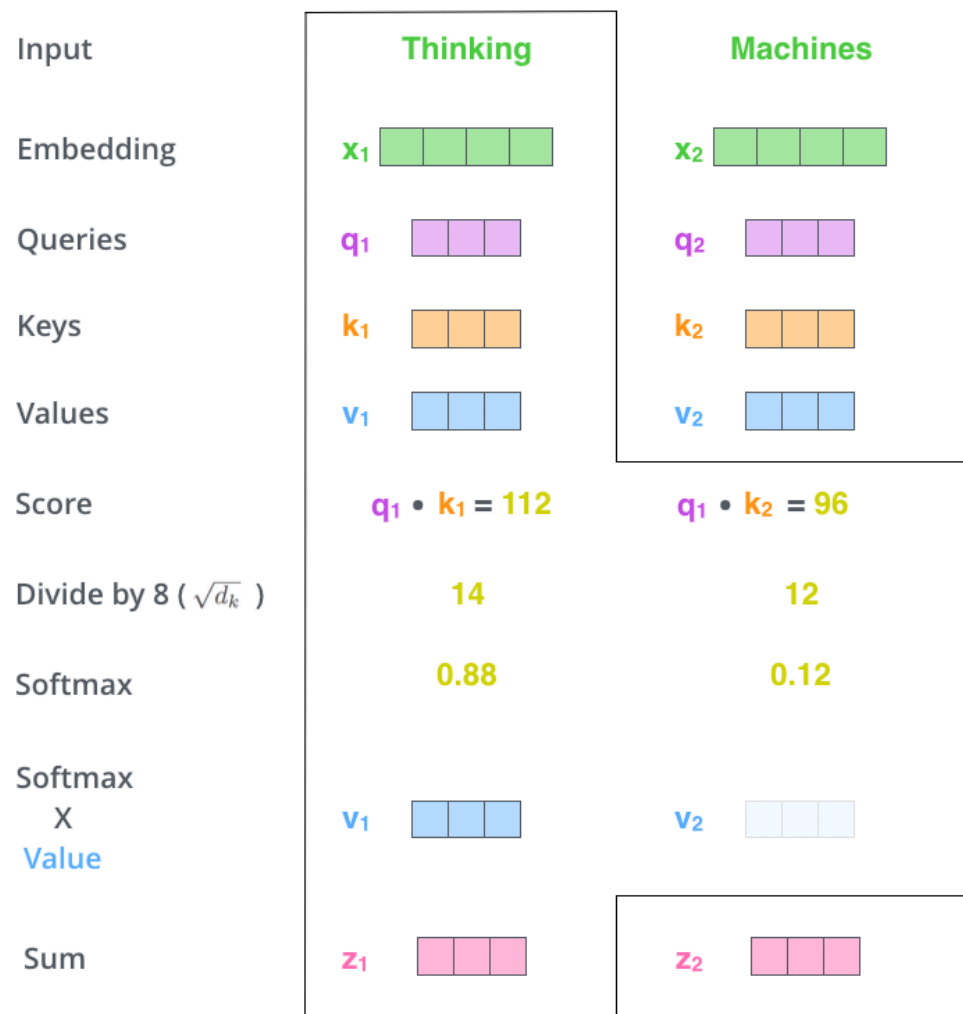 Input Thinking Machines
Embedding x₁ x₂
Queries q₁ q₂
Keys k₁ k₂
Values v₁ v₂
Score q₁ • k₁ = 112 q₁ • k₂ = 96
Divide by 8 ( √dₖ ) 14 12
Softmax 0.88 0.12
Softmax
X
Value v₁ v₂
Sum z₁ z₂